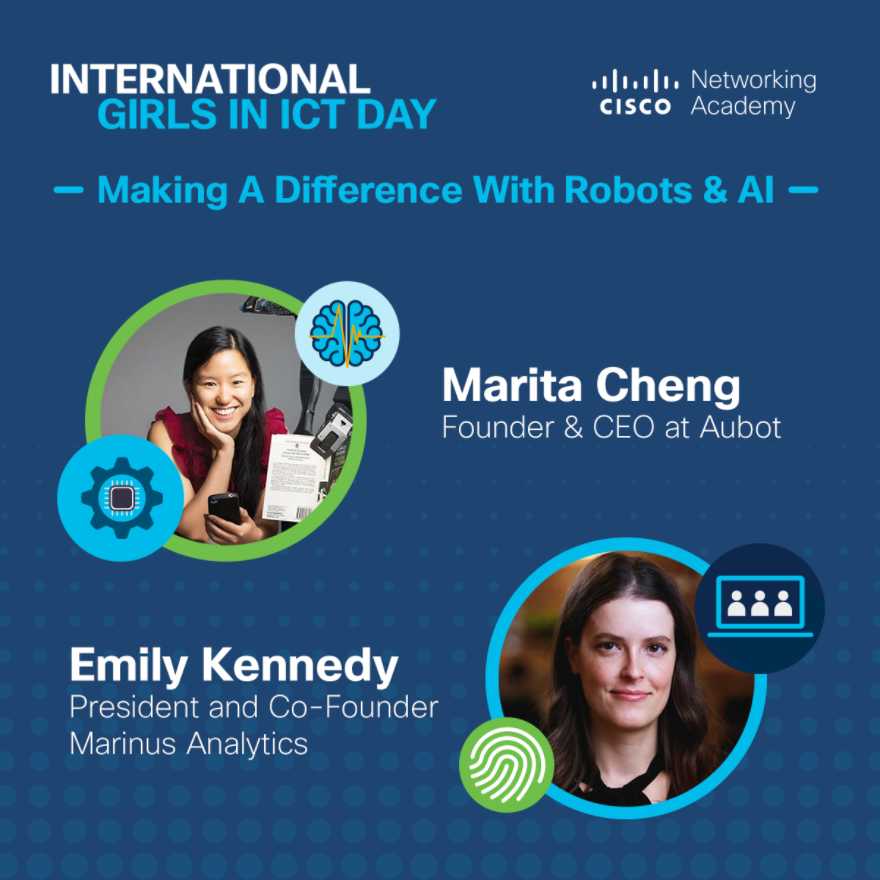 INTERNATIONAL
GIRLS IN ICT DAY
CISCO
Networking
Academy
Making A Difference With Robots & AI
Marita Cheng
Founder & CEO at Aubot
Emily Kennedy
President and Co-Founder
Marinus Analytics